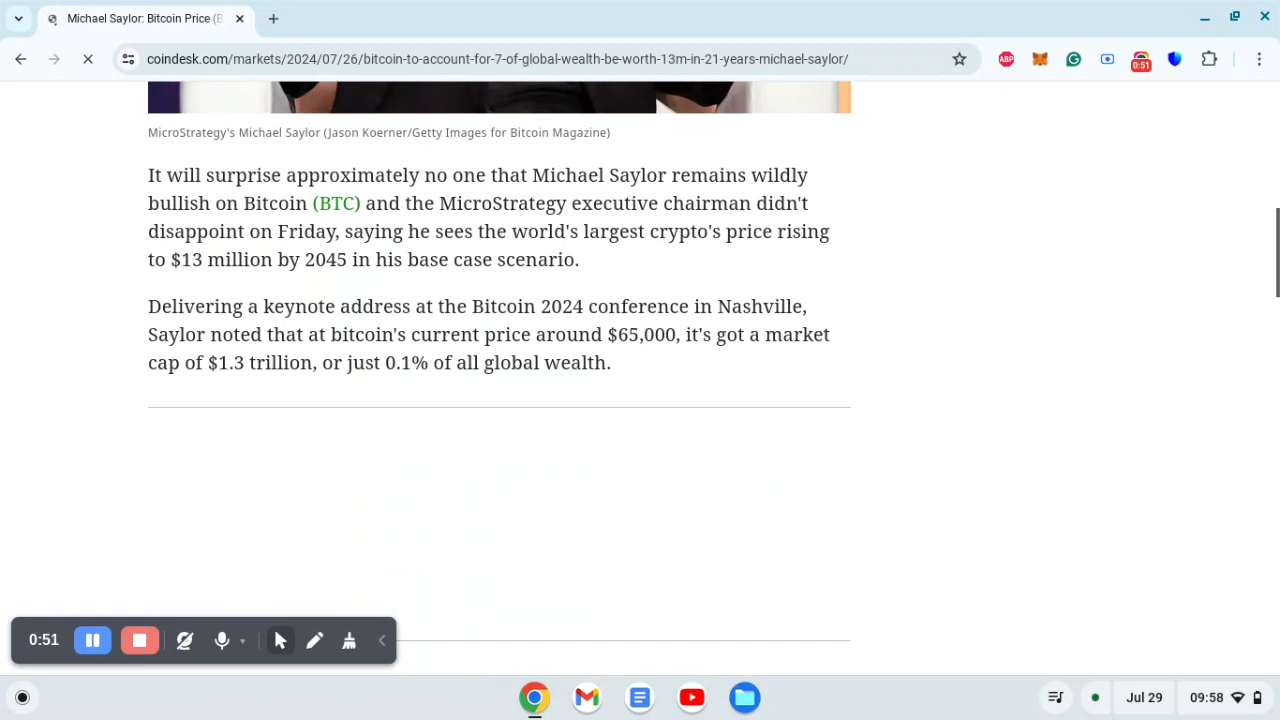 Michael Saylor: Bitcoin Price (B
coindesk.com/markets/2024/07/26/bitcoin-to-account-for-7-of-global-wealth-be-worth-13m-in-21-years-michael-saylor/
ABP
0:51
MicroStrategy's Michael Saylor (Jason Koerner/Getty Images for Bitcoin Magazine)
It will surprise approximately no one that Michael Saylor remains wildly
bullish on Bitcoin (BTC) and the MicroStrategy executive chairman didn't
disappoint on Friday, saying he sees the world's largest crypto's price rising
to $13 million by 2045 in his base case scenario.
Delivering a keynote address at the Bitcoin 2024 conference in Nashville,
Saylor noted that at bitcoin's current price around $65,000, it's got a market
cap of $1.3 trillion, or just 0.1% of all global wealth.
0:51
Jul 29
09:58